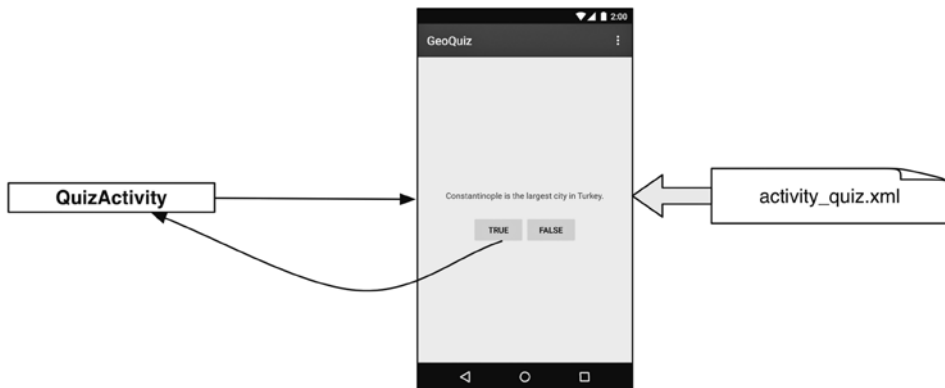 2:00
GeoQuiz
QuizActivity
Constantinople is the largest city in Turkey.
activity_quiz.xml
TRUE FALSE